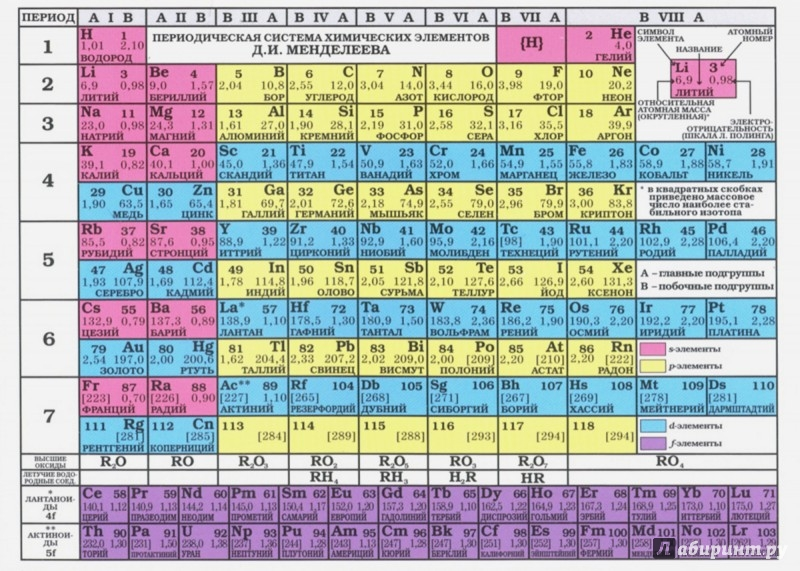 ПЕРИОД A I B A II B B III A B IV A B V A B VI A B VII A B VIII A
1 H 1 ПЕРИОДИЧЕСКАЯ СИСТЕМА ХИМИЧЕСКИХ ЭЛЕМЕНТОВ {H} 2 He СИМВОЛ ЭЛЕМЕНТА АТОМНЫЙ НОМЕР
1,01 2,10 Д.И. МЕНДЕЛЕЕВА 4,0 НАЗВАНИЕ
ВОДОРОД ГЕЛИЙ Li 3
2 Li 3 Be 4 5 B 6 C 7 N 8 O 9 F 10 Ne 6,9 0,98
6,9 0,98 9,0 1,57 2,04 10,8 2,55 12,0 3,04 14,0 3,44 16,0 3,98 19,0 20,2 ЛИТИЙ
ЛИТИЙ БЕРИЛЛИЙ БОР УГЛЕРОД АЗОТ КИСЛОРОД ФТОР НЕОН ОТНОСИТЕЛЬНАЯ АТОМНАЯ МАССА (ОКРУГЛЕННАЯ)*
3 Na 11 Mg 12 13 Al 14 Si 15 P 16 S 17 Cl 18 Ar ЭЛЕКТРО-
23,0 0,98 24,3 1,31 1,61 27,0 1,90 28,1 2,19 31,0 2,58 32,1 3,16 35,5 39,9 ОТРИЦАТЕЛЬНОСТЬ
НАТРИЙ МАГНИЙ АЛЮМИНИЙ КРЕМНИЙ ФОСФОР СЕРА ХЛОР АРГОН (ШКАЛА Л. ПОЛИНГА)
4 K 19 Ca 20 Sc 21 Ti 22 V 23 Cr 24 Mn 25 Fe 26 Co 27 Ni 28
39,1 0,82 40,1 1,00 45,0 1,36 47,9 1,54 50,9 1,63 52,0 1,66 54,9 1,55 55,8 1,83 58,9 1,88 58,7 1,91
КАЛИЙ КАЛЬЦИЙ СКАНДИЙ ТИТАН ВАНАДИЙ ХРОМ МАРГАНЕЦ ЖЕЛЕЗО КОБАЛЬТ НИКЕЛЬ
29 Cu 30 Zn 31 Ga 32 Ge 33 As 34 Se 35 Br 36 Kr * в квадратных скобках
1,90 63,5 1,65 65,4 1,81 69,7 2,01 72,6 2,18 74,9 2,55 79,0 2,96 79,9 3,00 83,8 приведено массовое число наиболее ста-
МЕДЬ ЦИНК ГАЛЛИЙ ГЕРМАНИЙ МЫШЬЯК СЕЛЕН БРОМ КРИПТОН бильного изотопа
5 Rb 37 Sr 38 Y 39 Zr 40 Nb 41 Mo 42 Tc 43 Ru 44 Rh 45 Pd 46
85,5 0,82 87,6 0,95 88,9 1,22 91,2 1,33 92,9 1,60 95,9 2,16 [98] 1,90 101,1 2,20 102,9 2,28 106,4 2,20
РУБИДИЙ СТРОНЦИЙ ИТТРИЙ ЦИРКОНИЙ НИОБИЙ МОЛИБДЕН ТЕХНЕЦИЙ РУТЕНИЙ РОДИЙ ПАЛЛАДИЙ
47 Ag 48 Cd 49 In 50 Sn 51 Sb 52 Te 53 I 54 Xe A – главные подгруппы
1,93 107,9 1,69 112,4 1,78 114,8 1,96 118,7 2,05 121,8 2,10 127,6 2,66 126,9 2,60 131,3 B – побочные подгруппы
СЕРЕБРО КАДМИЙ ИНДИЙ ОЛОВО СУРЬМА ТЕЛЛУР ЙОД КСЕНОН
6 Cs 55 Ba 56 La* 57 Hf 72 Ta 73 W 74 Re 75 Os 76 Ir 77 Pt 78
132,9 0,79 137,3 0,89 138,9 1,10 178,5 1,30 180,9 1,50 183,8 2,36 186,2 1,90 190,3 2,20 192,2 2,20 195,1 2,28
ЦЕЗИЙ БАРИЙ ЛАНТАН ГАФНИЙ ТАНТАЛ ВОЛЬФРАМ РЕНИЙ ОСМИЙ ИРИДИЙ ПЛАТИНА
79 Au 80 Hg 81 Tl 82 Pb 83 Bi 84 Po 85 At 86 Rn s-элементы
2,54 197,0 2,00 200,6 1,62 204,4 2,33 207,2 2,02 209,0 2,00 [209] 2,20 [210] 2,20 [222] p-элементы
ЗОЛОТО РТУТЬ ТАЛЛИЙ СВИНЕЦ ВИСМУТ ПОЛОНИЙ АСТАТ РАДОН
7 Fr 87 Ra 88 Ac** 89 Rf 104 Db 105 Sg 106 Bh 107 Hs 108 Mt 109 Ds 110
[223] 0,70 [226] 0,90 [227] 1,10 [265] [268] [271] [267] [269] [278] [281]
ФРАНЦИЙ РАДИЙ АКТИНИЙ РЕЗЕРФОРДИЙ ДУБНИЙ СИБОРГИЙ БОРИЙ ХАССИЙ МЕЙТНЕРИЙ ДАРМШТАДТИЙ
111 Rg 112 Cn 113 114 115 116 117 118 d-элементы
[281] [285] [284] [289] [288] [293] [294] [294] f-элементы
РЕНТГЕНИЙ КОПЕРНИЦИЙ
ВЫСШИЕ ОКСИДЫ R₂O RO R₂O₃ RO₂ R₂O₅ RO₃ R₂O₇ RO₄
ЛЕТУЧИЕ ВОДО-РОДНЫЕ СОЕД. RH₄ RH₃ H₂R HR
* ЛАНТАНОИ-ДЫ 4f Ce 58 Pr 59 Nd 60 Pm 61 Sm 62 Eu 63 Gd 64 Tb 65 Dy 66 Ho 67 Er 68 Tm 69 Yb 70 Lu 71
140,1 1,12 140,9 1,13 144,2 1,14 145,0 1,13 150,4 1,17 152,0 1,20 157,3 1,20 158,9 1,10 162,5 1,22 164,9 1,23 167,3 1,24 168,9 1,25 173,0 1,10 175,0 1,27
ЦЕРИЙ ПРАЗЕОДИМ НЕОДИМ ПРОМЕТИЙ САМАРИЙ ЕВРОПИЙ ГАДОЛИНИЙ ТЕРБИЙ ДИСПРОЗИЙ ГОЛЬМИЙ ЭРБИЙ ТУЛИЙ ИТТЕРБИЙ ЛЮТЕЦИЙ
** АКТИНОИ-ДЫ 5f Th 90 Pa 91 U 92 Np 93 Pu 94 Am 95 Cm 96 Bk 97 Cf 98 Es 99 Fm 100 Md 101 No 102 Lr 103
232,0 1,30 [231] 1,50 238,0 1,38
ТОРИЙ ПРОТАКТИНИЙ УРАН НЕПТУНИЙ ПЛУТОНИЙ АМЕРИЦИЙ КЮРИЙ БЕРКЛИЙ КАЛИФОРНИЙ ЭЙНШТЕЙНИЙ ФЕРМИЙ
Лабиринт.ру